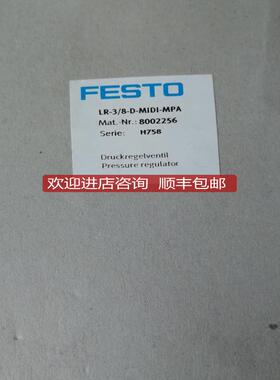 FESTO
LR-3/8-D-MIDI-MPA
Mat.-Nr.: 8002256
Serie: H758
Druckregelventil
Pressure regulator
欢迎进店咨询 顺丰包邮